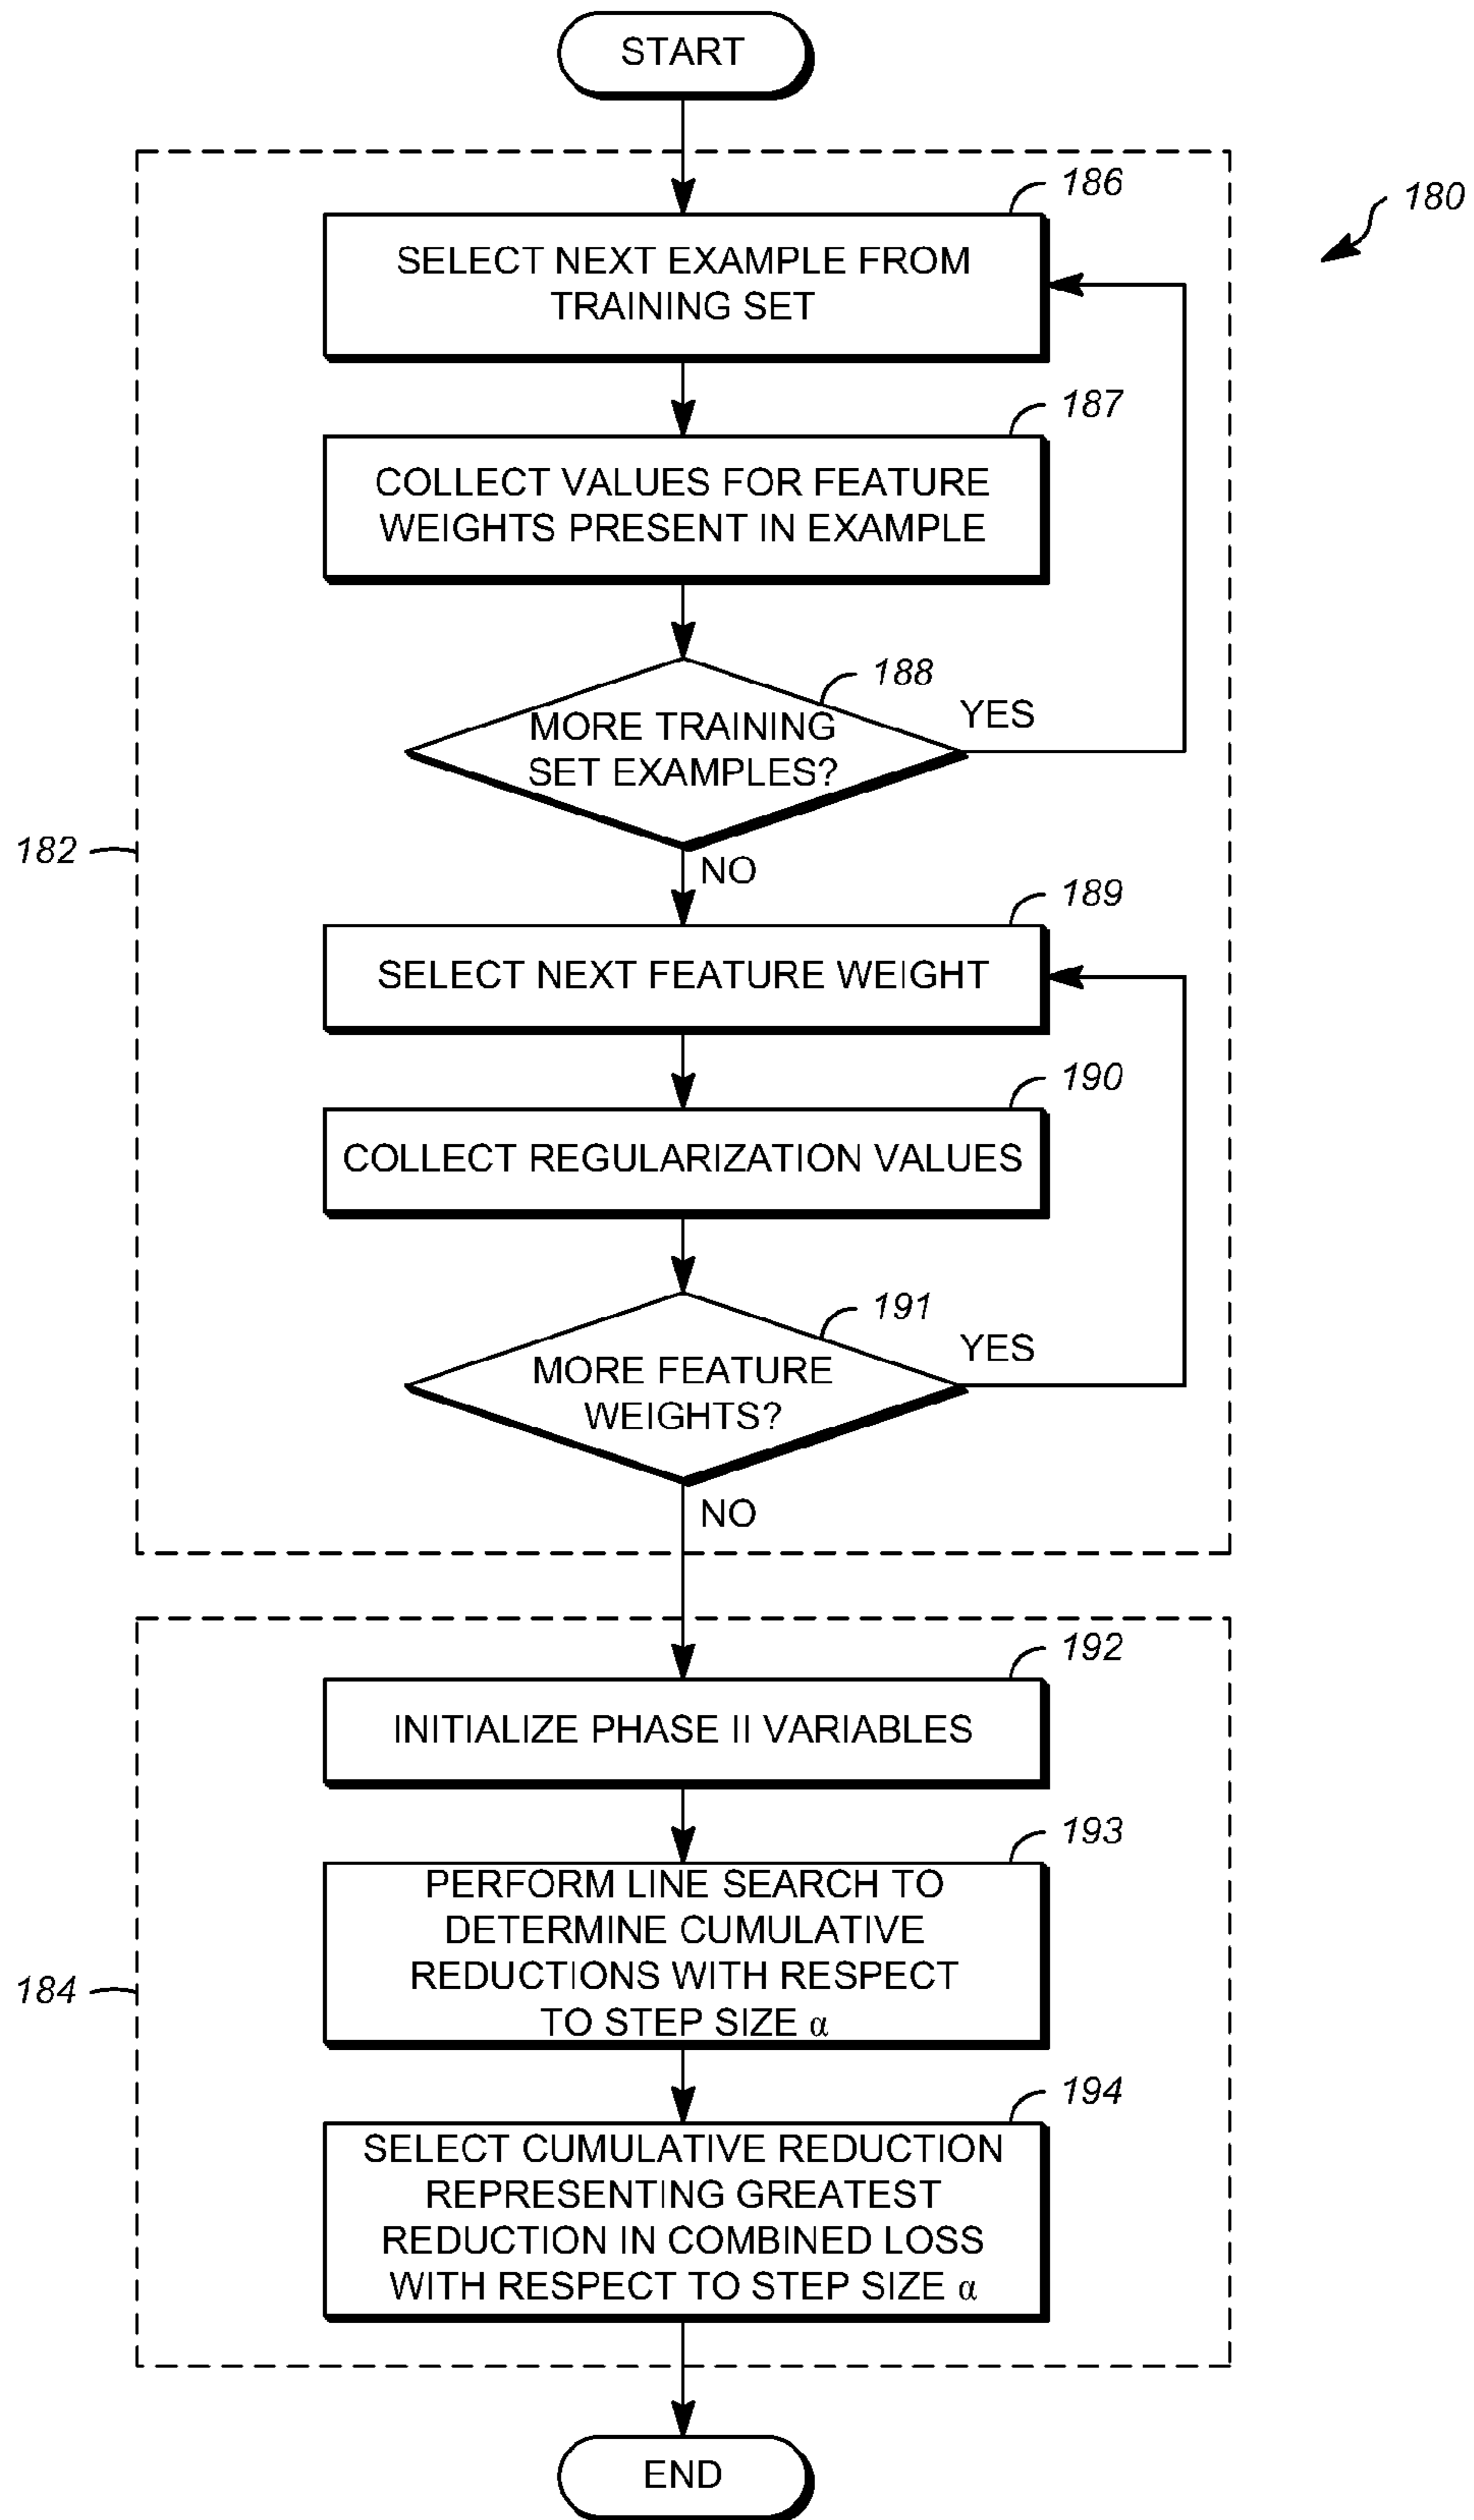 START
186
180
SELECT NEXT EXAMPLE FROM
TRAINING SET
187
COLLECT VALUES FOR FEATURE
WEIGHTS PRESENT IN EXAMPLE
188
MORE TRAINING
SET EXAMPLES?
YES
182
NO
189
SELECT NEXT FEATURE WEIGHT
190
COLLECT REGULARIZATION VALUES
191
MORE FEATURE
WEIGHTS?
YES
NO
192
INITIALIZE PHASE II VARIABLES
193
PERFORM LINE SEARCH TO
DETERMINE CUMULATIVE
REDUCTIONS WITH RESPECT
TO STEP SIZE α
184
194
SELECT CUMULATIVE REDUCTION
REPRESENTING GREATEST
REDUCTION IN COMBINED LOSS
WITH RESPECT TO STEP SIZE α
END